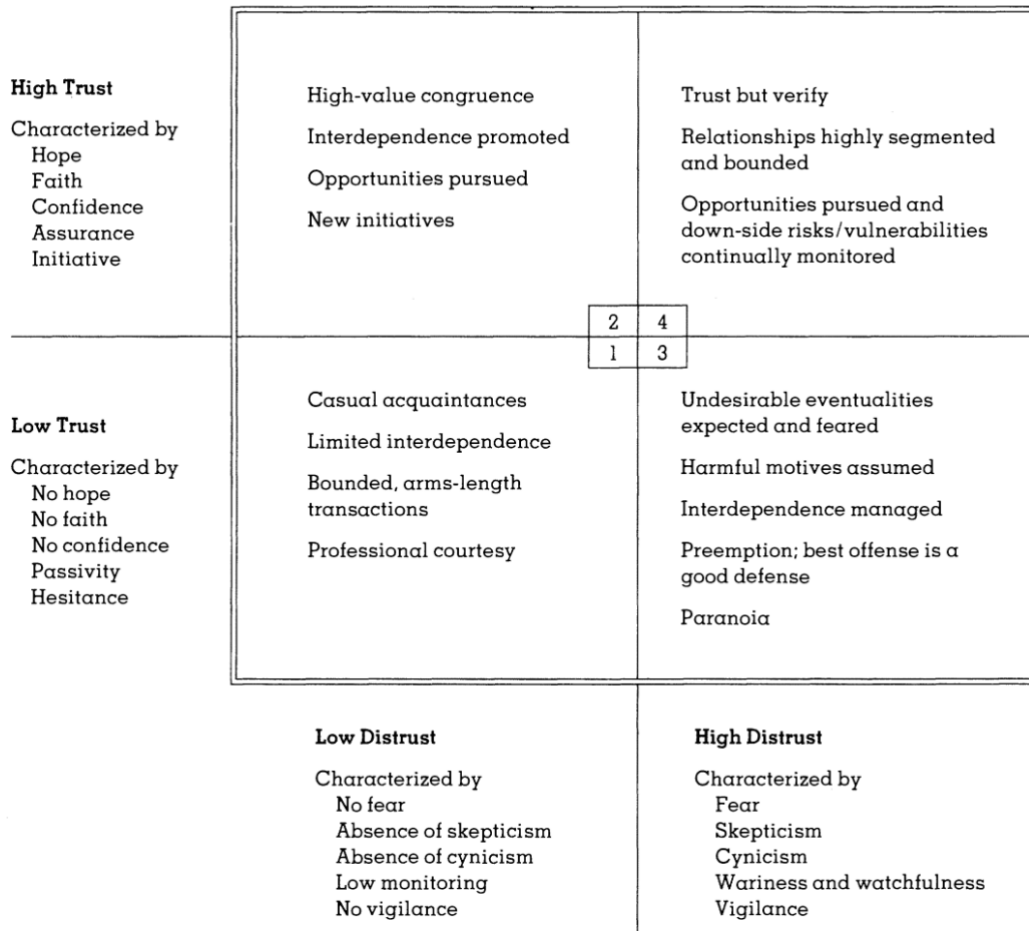 High Trust
Characterized by
Hope
Faith
Confidence
Assurance
Initiative
High-value congruence
Interdependence promoted
Opportunities pursued
New initiatives
Trust but verify
Relationships highly segmented
and bounded
Opportunities pursued and
down-side risks/vulnerabilities
continually monitored
2 4
1 3
Low Trust
Characterized by
No hope
No faith
No confidence
Passivity
Hesitance
Casual acquaintances
Limited interdependence
Bounded, arms-length
transactions
Professional courtesy
Undesirable eventualities
expected and feared
Harmful motives assumed
Interdependence managed
Preemption; best offense is a
good defense
Paranoia
Low Distrust
Characterized by
No fear
Absence of skepticism
Absence of cynicism
Low monitoring
No vigilance
High Distrust
Characterized by
Fear
Skepticism
Cynicism
Wariness and watchfulness
Vigilance